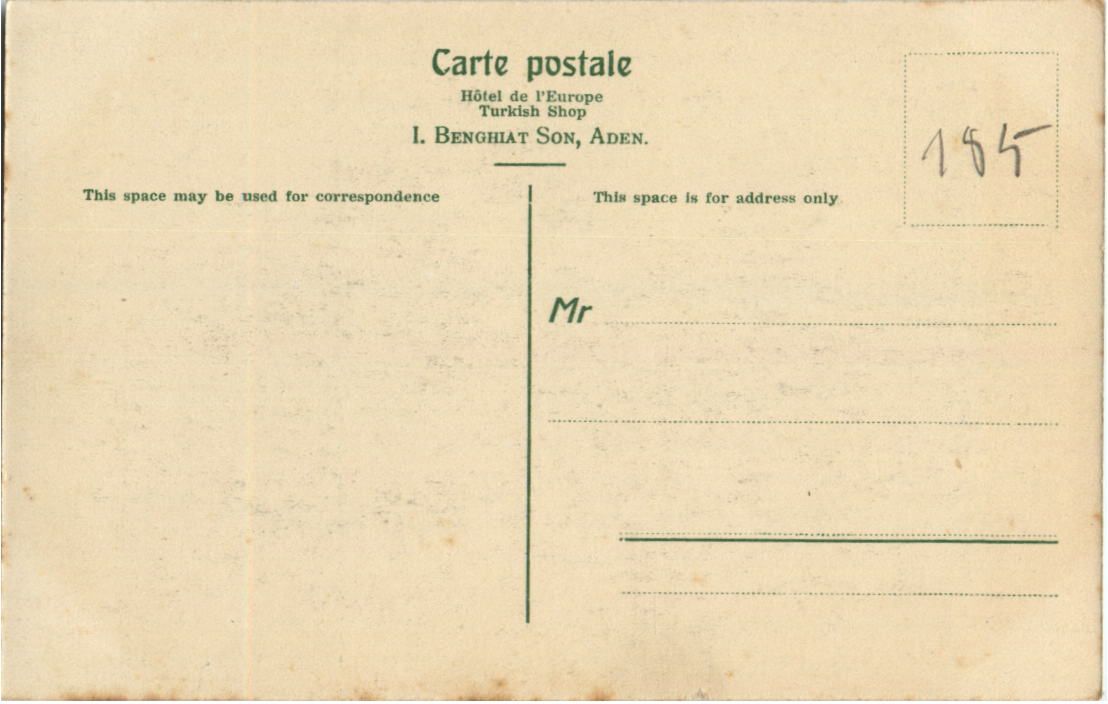 Carte postale
Hôtel de l'Europe
Turkish Shop
I. BENGHIAT SON, ADEN.
185
This space may be used for correspondence
This space is for address only
Mr